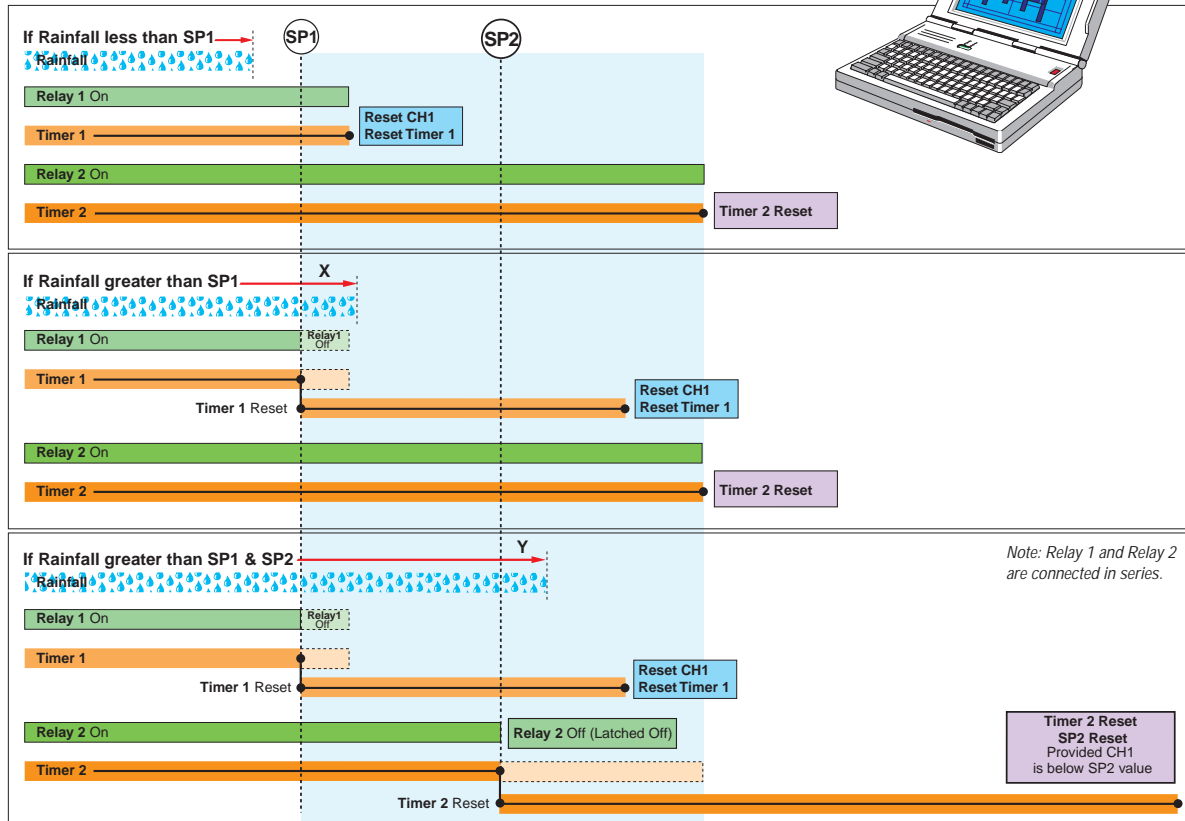 If Rainfall less than SP1
SP1
SP2
Rainfall
Relay 1 On
Timer 1
Reset CH1
Reset Timer 1
Relay 2 On
Timer 2
Timer 2 Reset
If Rainfall greater than SP1
X
Rainfall
Relay 1 On
Relay1
Off
Timer 1
Timer 1 Reset
Reset CH1
Reset Timer 1
Relay 2 On
Timer 2
Timer 2 Reset
If Rainfall greater than SP1 & SP2
Y
Note: Relay 1 and Relay 2
are connected in series.
Rainfall
Relay 1 On
Relay1
Off
Timer 1
Timer 1 Reset
Reset CH1
Reset Timer 1
Relay 2 On
Relay 2 Off (Latched Off)
Timer 2
Timer 2 Reset
SP2 Reset
Provided CH1
is below SP2 value
Timer 2 Reset